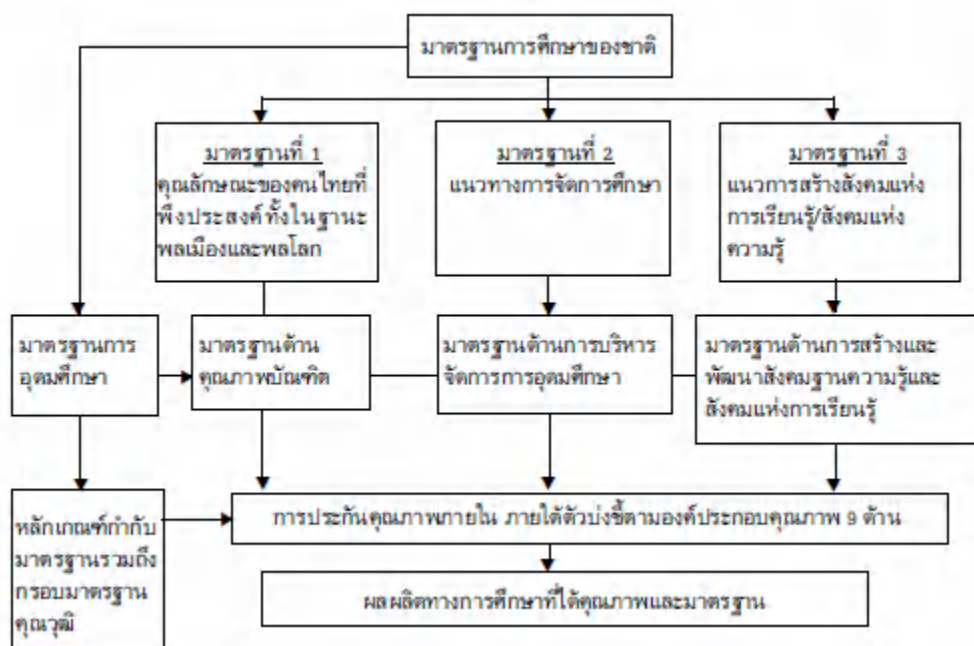 มาตรฐานการศึกษาของชาติ
มาตรฐานที่ 1
คุณลักษณะของคนไทยที่
พึงประสงค์ทั้งในฐานะ
พลเมืองและพลโลก
มาตรฐานที่ 2
แนวทางการจัดการศึกษา
มาตรฐานที่ 3
แนวการสร้างสังคมแห่ง
การเรียนรู้/สังคมแห่ง
ความรู้
มาตรฐานการ
อุดมศึกษา
มาตรฐานด้าน
คุณภาพบัณฑิต
มาตรฐานด้านการบริหาร
จัดการการอุดมศึกษา
มาตรฐานด้านการสร้างและ
พัฒนาสังคมฐานความรู้และ
สังคมแห่งการเรียนรู้
หลักเกณฑ์กำกับ
มาตรฐานรวมถึง
กรอบมาตรฐาน
คุณวุฒิ
การประกันคุณภาพภายใน ภายใต้ตัวบ่งชี้ตามองค์ประกอบคุณภาพ 9 ด้าน
ผลผลิตทางการศึกษาที่ได้คุณภาพและมาตรฐาน